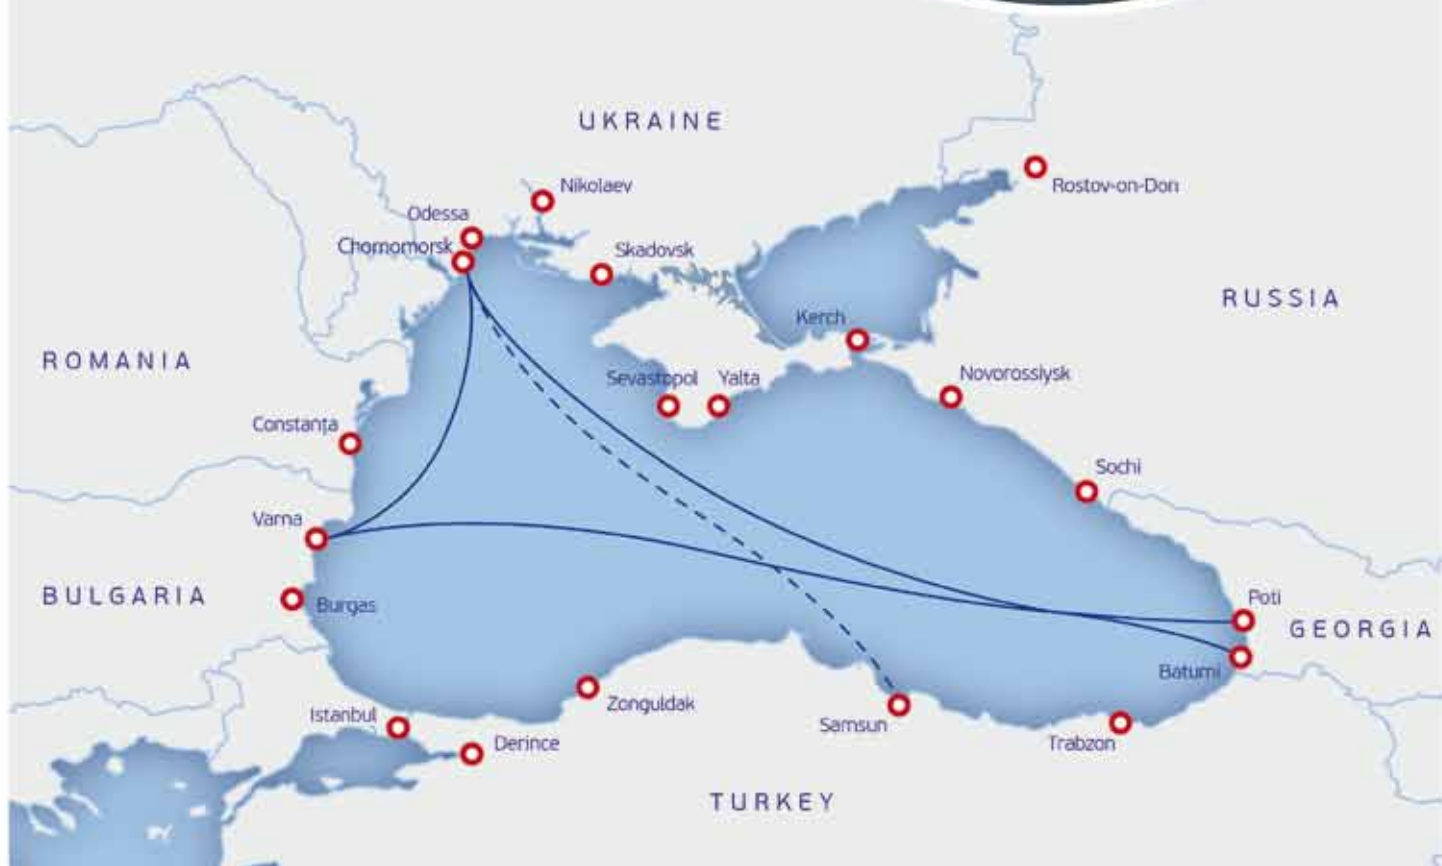 UKRAINE
Nikolaev
Rostov-on-Don
Odessa
Chornomorsk
Skadovsk
RUSSIA
Kerch
ROMANIA
Sevastopol
Yalta
Novorossiysk
Constanţa
Sochi
Varna
BULGARIA
Burgas
Poti
GEORGIA
Batumi
Zonguldak
Istanbul
Samsun
Derince
Trabzon
TURKEY